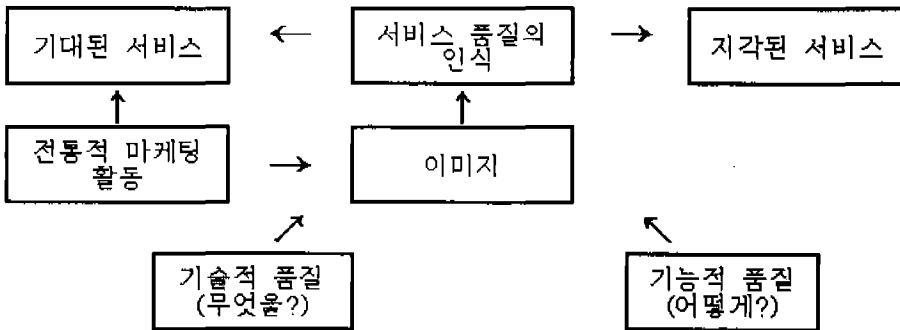 기대된 서비스
서비스 품질의
인식
지각된 서비스
전통적 마케팅
활동
이미지
기술적 품질
(무엇을?)
기능적 품질
(어떻게?)